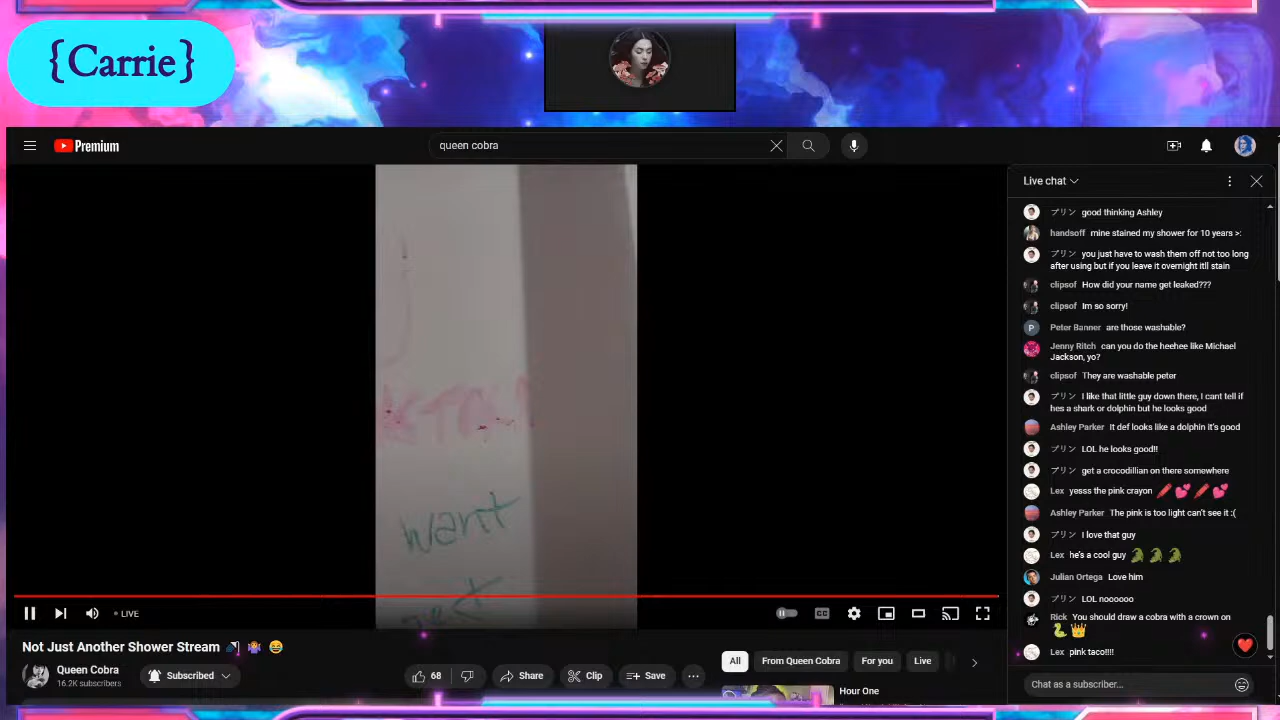 {Carrie}
Premium
queen cobra
Live chat
プリン good thinking Ashley
handsoff mine stained my shower for 10 years >:
プリン you just have to wash them off not too long
after using but if you leave it overnight itll stain
clipsof How did your name get leaked???
clipsof Im so sorry!
P
Peter Banner are those washable?
Jenny Ritch can you do the heehee like Michael
Jackson, yo?
clipsof They are washable peter
プリン I like that little guy down there, I cant tell if
hes a shark or dolphin but he looks good
Ashley Parker It def looks like a dolphin it's good
プリン LOL he looks good!!
プリン get a crocodillian on there somewhere
Lex yesss the pink crayon
Ashley Parker The pink is too light can't see it :(
プリン I love that guy
Lex he's a cool guy
Julian Ortega Love him
プリン LOL noooooo
Rick You should draw a cobra with a crown on
Lex pink taco!!!!
Chat as a subscriber...
want
LIVE
CC
Not Just Another Shower Stream
Queen Cobra
16.2K subscribers
Subscribed
68
Share
Clip
Save
All
From Queen Cobra
For you
Live
Hour One